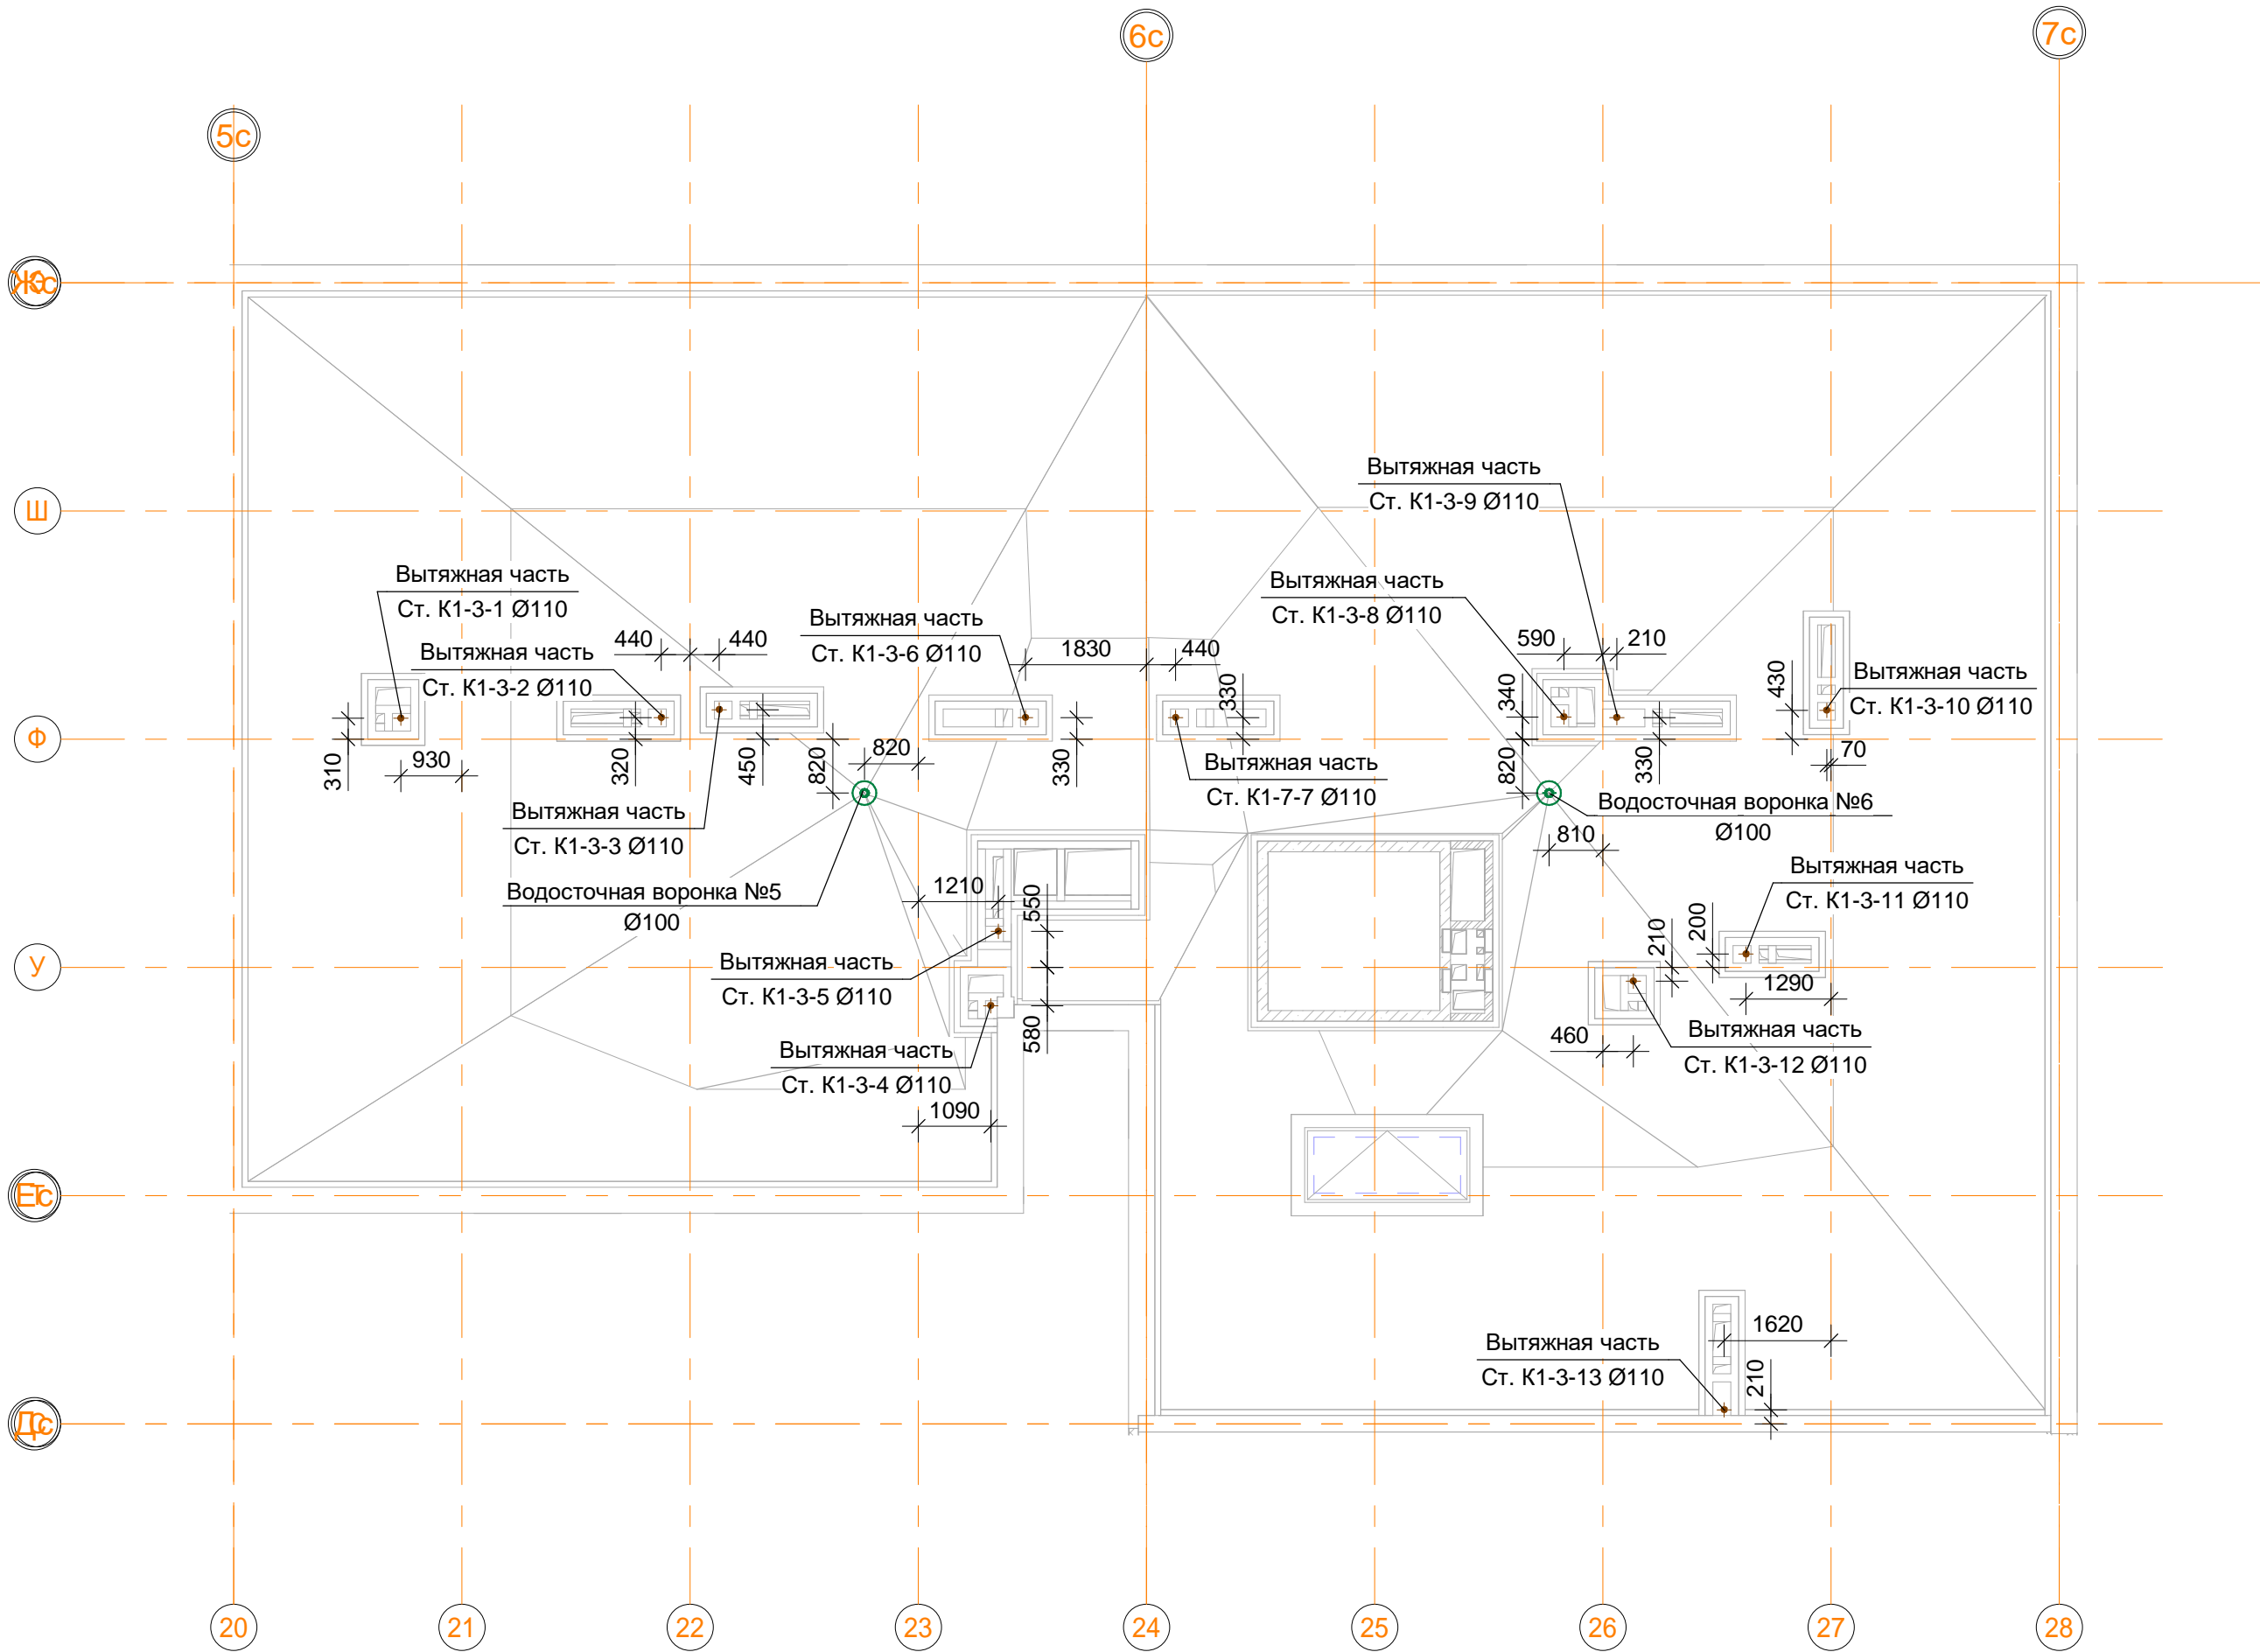 6с
7с
5с
Ш
Ф
У
Вытяжная часть
Ст. К1-3-9 Ø110
Вытяжная часть
Ст. К1-3-1 Ø110
Вытяжная часть
Ст. К1-3-8 Ø110
Вытяжная часть
Ст. К1-3-6 Ø110
Вытяжная часть
Ст. К1-3-2 Ø110
440
440
1830
440
590
210
Вытяжная часть
Ст. К1-3-10 Ø110
330
340
430
310
930
320
450
820
820
330
820
330
70
Вытяжная часть
Ст. К1-7-7 Ø110
Вытяжная часть
Ст. К1-3-3 Ø110
Водосточная воронка №6
Ø100
810
Водосточная воронка №5
Ø100
1210
550
Вытяжная часть
Ст. К1-3-11 Ø110
210
200
Вытяжная часть
Ст. К1-3-5 Ø110
1290
580
460
Вытяжная часть
Ст. К1-3-12 Ø110
Вытяжная часть
Ст. К1-3-4 Ø110
1090
1620
Вытяжная часть
Ст. К1-3-13 Ø110
210
20
21
22
23
24
25
26
27
28